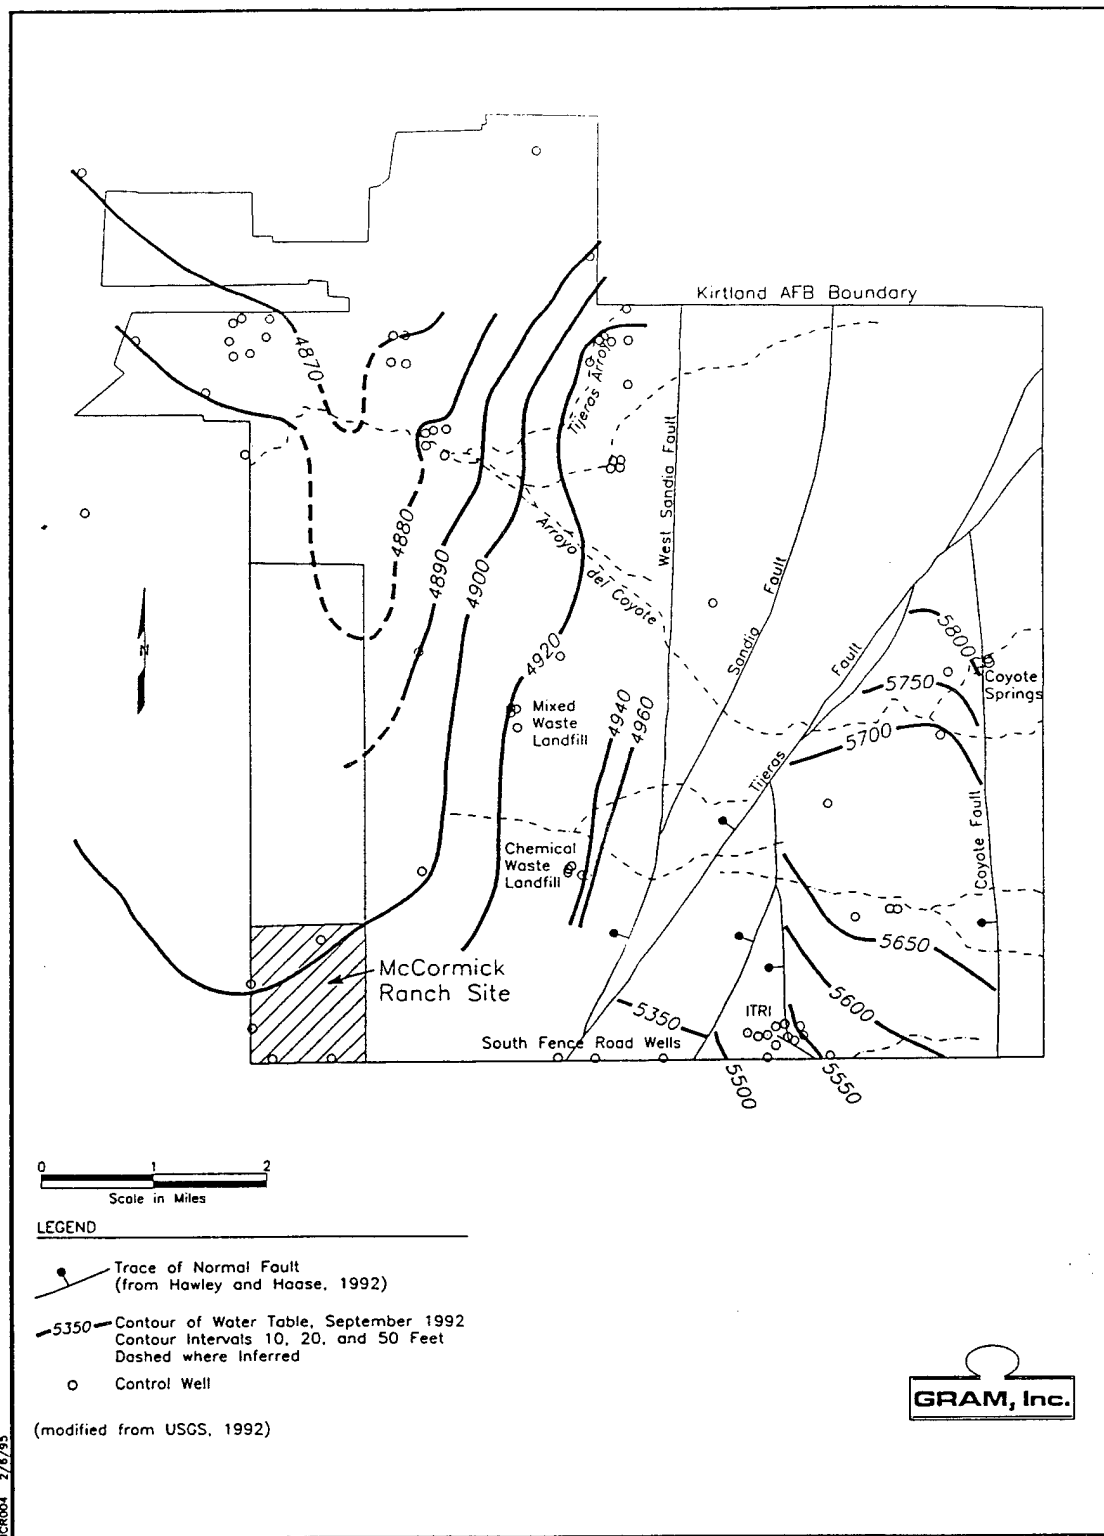 Kirtland AFB Boundary
4870
Tijeras Arroyo
West Sandia Fault
4880
4890
4900
Arroyo
del Coyote
Sandia
Fault
Fault
Tijeras
4920
5800
Coyote
Springs
5750
5700
4940
4960
Mixed
Waste
Landfill
Chemical
Waste
Landfill
Coyote Fault
N
5650
McCormick
Ranch Site
5600
5350
ITRI
South Fence Road Wells
5500
5550
0 1 2
Scale in Miles
LEGEND
Trace of Normal Fault
(from Hawley and Haase, 1992)
5350
Contour of Water Table, September 1992
Contour Intervals 10, 20, and 50 Feet
Dashed where Inferred
Control Well
(modified from USGS, 1992)
GRAM, Inc.
2/6/95